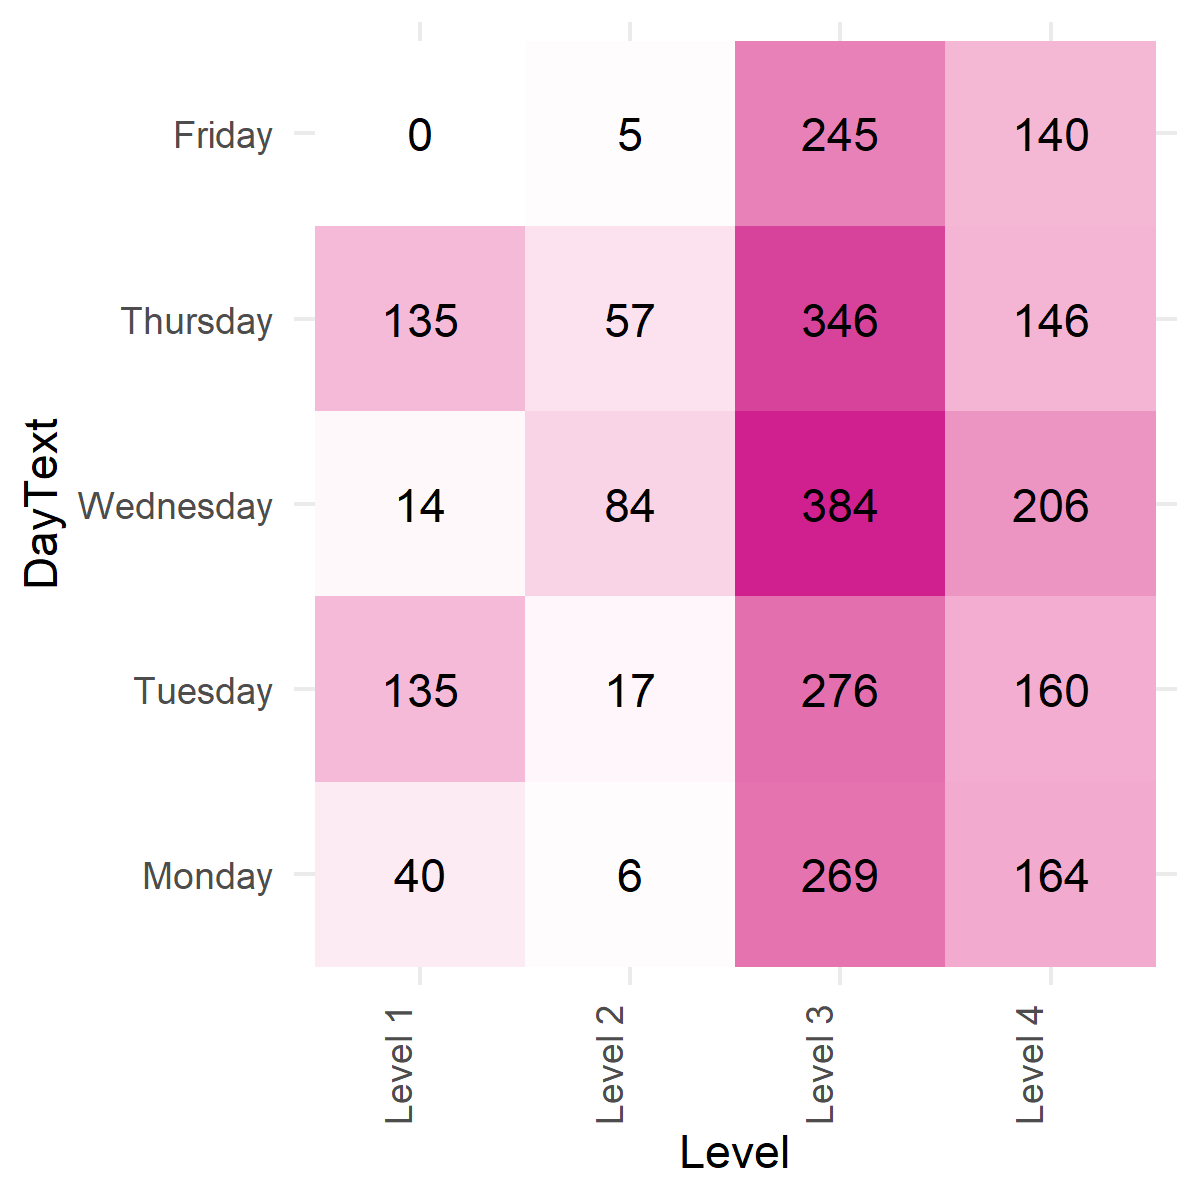 Friday 0 5 245 140
Thursday 135 57 346 146
Wednesday 14 84 384 206
Tuesday 135 17 276 160
Monday 40 6 269 164
DayText
Level 1 Level 2 Level 3 Level 4
Level